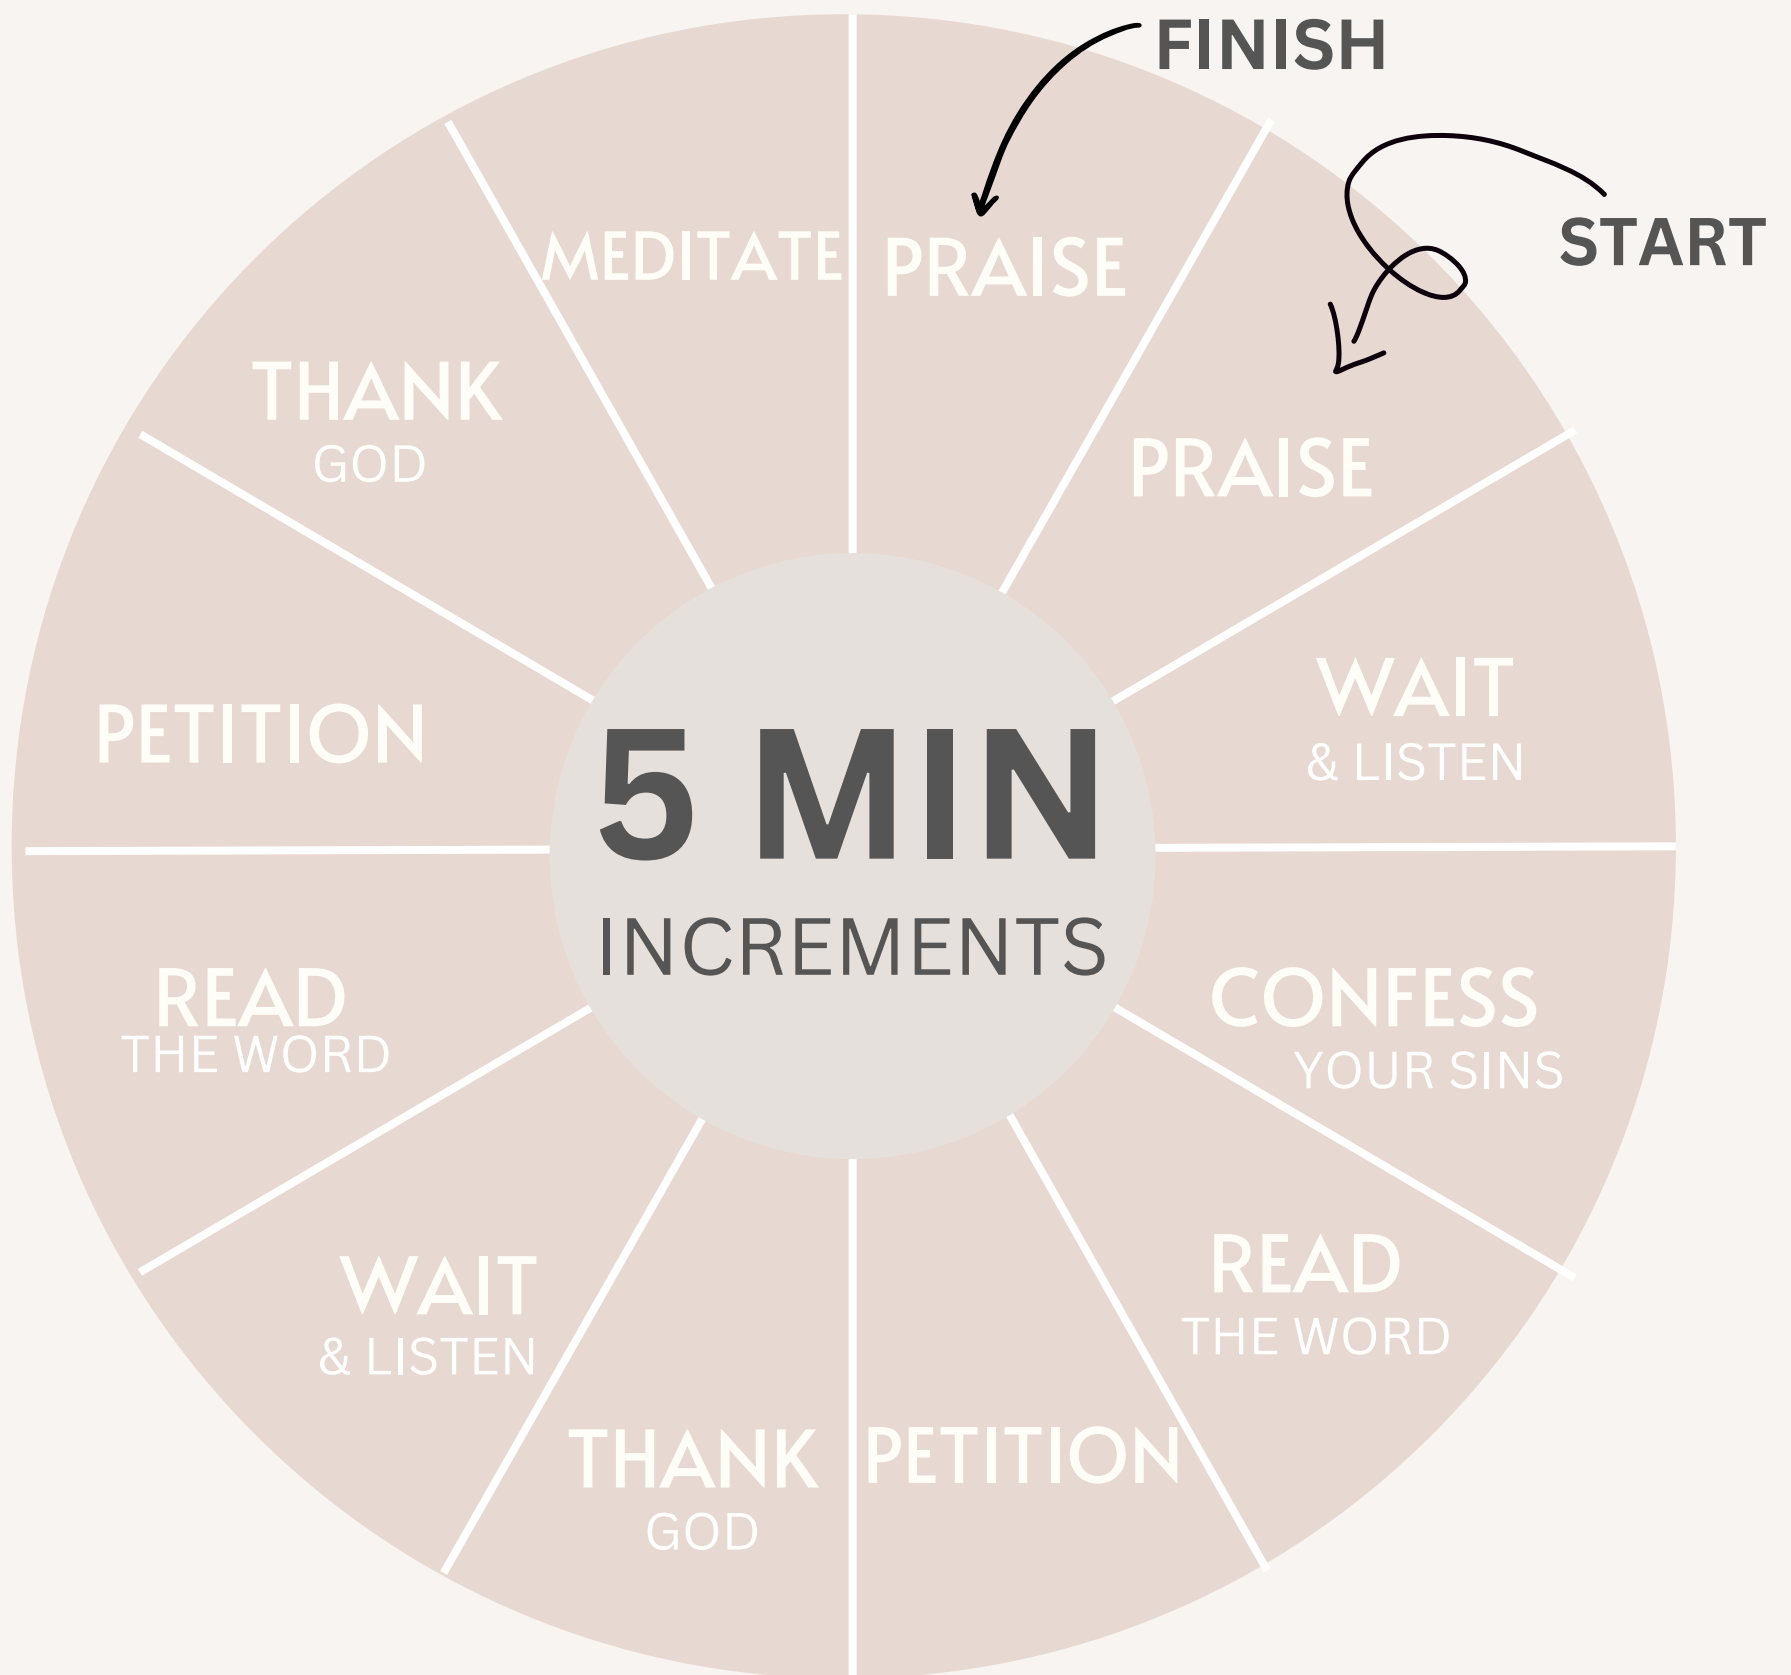 FINISH
START
PRAISE
WAIT
& LISTEN
CONFESS
YOUR SINS
READ
THE WORD
PETITION
THANK
GOD
WAIT
& LISTEN
READ
THE WORD
PETITION
THANK
GOD
MEDITATE
PRAISE
5 MIN
INCREMENTS